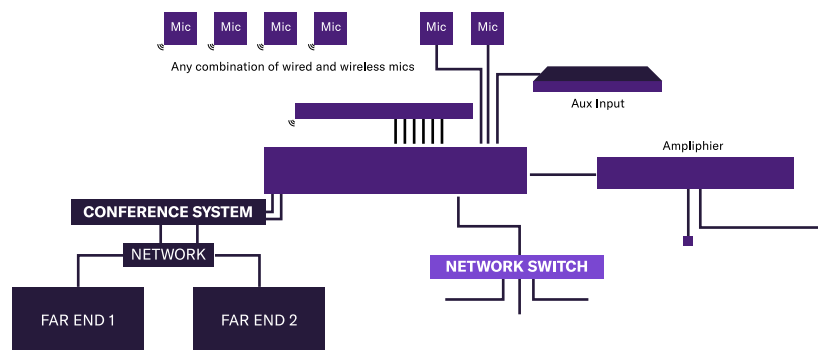 Mic Mic Mic Mic Mic Mic
Any combination of wired and wireless mics
Aux Input
Ampliphier
CONFERENCE SYSTEM
NETWORK
NETWORK SWITCH
FAR END 1 FAR END 2